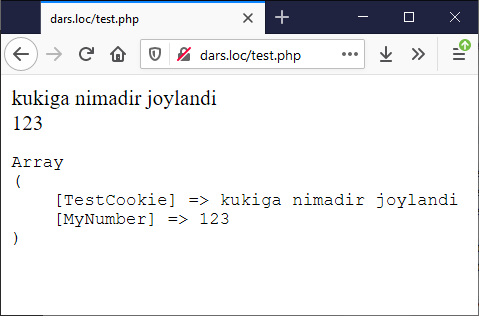 dars.loc/test.php
dars.loc/test.php
kukiga nimadir joylandi
123
Array
(
    [TestCookie] => kukiga nimadir joylandi
    [MyNumber] => 123
)